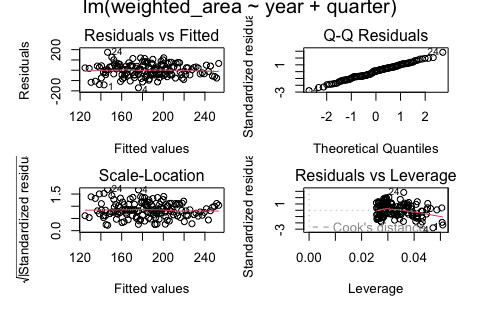 lm(weighted_area ~ year + quarter)
Residuals vs Fitted
Residuals
-200
200
24
120
160
200
240
Fitted values
Q-Q Residuals
Standardized residu
-3
1
24
-2
-1
0
1
2
Theoretical Quantiles
Scale-Location
√|Standardized residu
0.0
1.5
24
120
160
200
240
Fitted values
Residuals vs Leverage
Standardized residu
-3
1
24
Cook's distance
0.00
0.02
0.04
Leverage